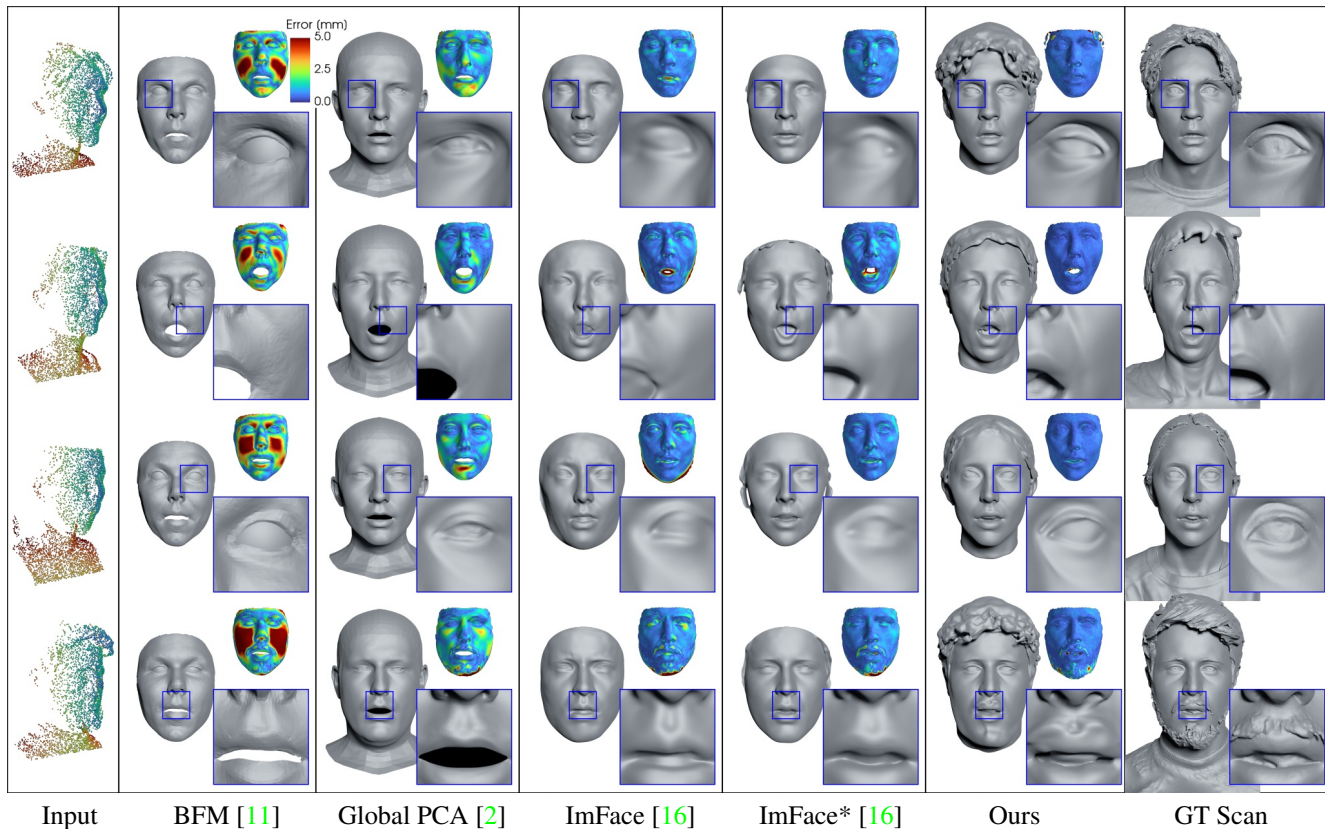 Error (mm)
5.0
2.5
0.0
Input
BFM [11]
Global PCA [2]
ImFace [16]
ImFace* [16]
Ours
GT Scan